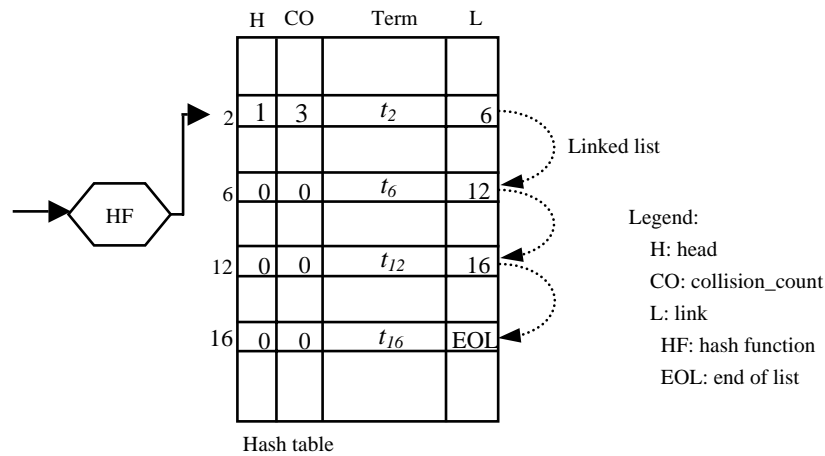 H CO Term L
2 1 3 t2 6
Linked list
6 0 0 t6 12
HF
12 0 0 t12 16
16 0 0 t16 EOL
Hash table
Legend:
H: head
CO: collision_count
L: link
HF: hash function
EOL: end of list